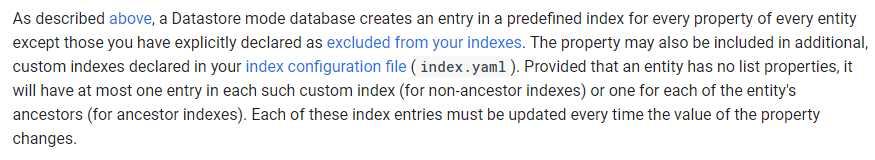 As described above, a Datastore mode database creates an entry in a predefined index for every property of every entity
except those you have explicitly declared as excluded from your indexes. The property may also be included in additional,
custom indexes declared in your index configuration file ( index.yaml ). Provided that an entity has no list properties, it
will have at most one entry in each such custom index (for non-ancestor indexes) or one for each of the entity's
ancestors (for ancestor indexes). Each of these index entries must be updated every time the value of the property
changes.